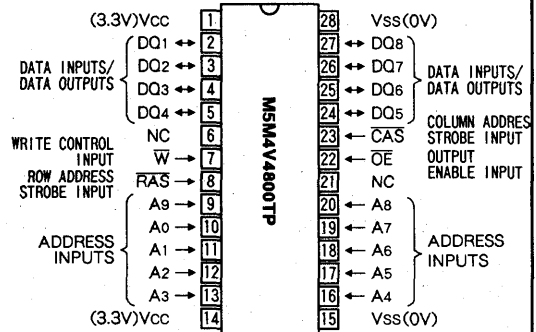 (3.3V)Vcc 1 28 Vss(0V)
DQ1 2 27 DQ8
DQ2 3 26 DQ7
DATA INPUTS/
DATA OUTPUTS
DQ3 4 25 DQ6
DATA INPUTS/
DATA OUTPUTS
DQ4 5 24 DQ5
NC 6 23 CAS
COLUMN ADDRES
STROBE INPUT
WRITE CONTROL
INPUT
W 7 22 OE
OUTPUT
ENABLE INPUT
ROW ADDRESS
STROBE INPUT
RAS 8 21 NC
M5M4V4800TP
A9 9 20 A8
A0 10 19 A7
ADDRESS
INPUTS
A1 11 18 A6
ADDRESS
INPUTS
A2 12 17 A5
A3 13 16 A4
(3.3V)Vcc 14 15 Vss(0V)